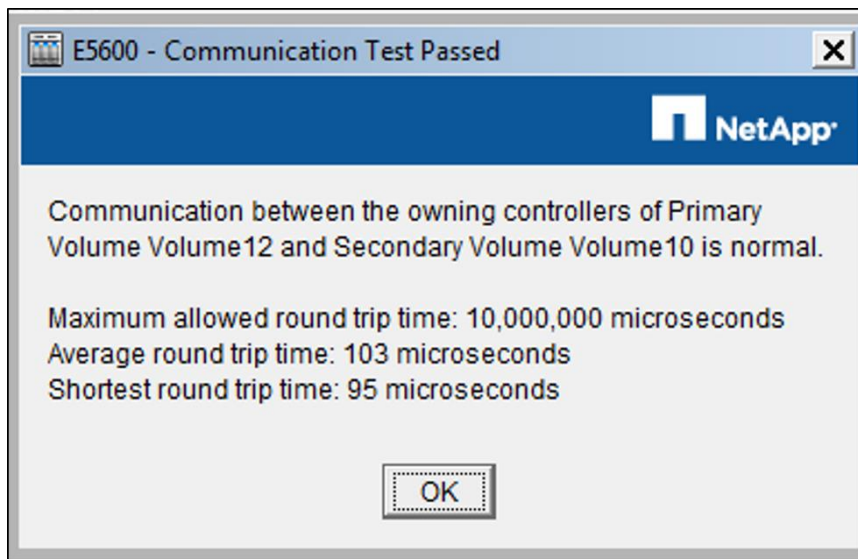 E5600 - Communication Test Passed
NetApp
Communication between the owning controllers of Primary
Volume Volume12 and Secondary Volume Volume10 is normal.
Maximum allowed round trip time: 10,000,000 microseconds
Average round trip time: 103 microseconds
Shortest round trip time: 95 microseconds
OK